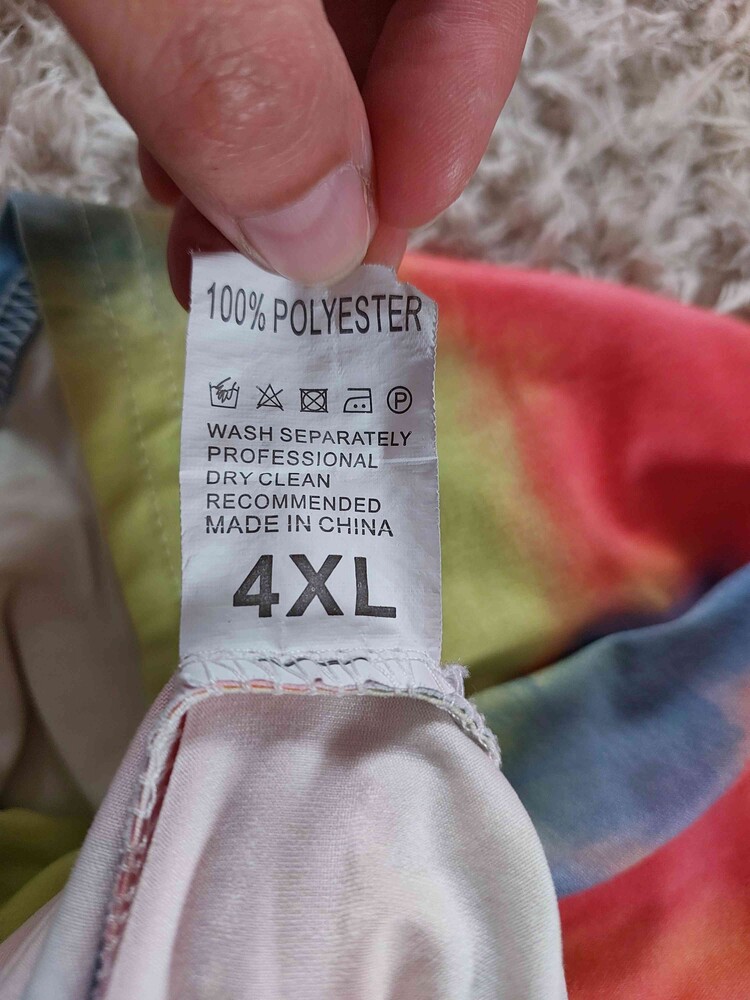 100% POLYESTER
P
WASH SEPARATELY
PROFESSIONAL
DRY CLEAN
RECOMMENDED
MADE IN CHINA
4XL